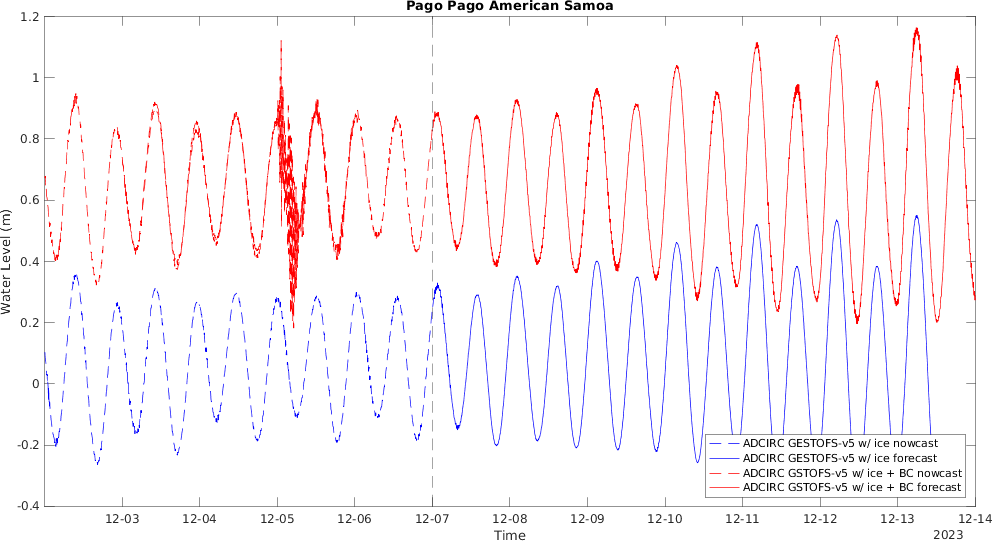 Pago Pago American Samoa
1.2
1
0.8
0.6
0.4
0.2
0
-0.2
-0.4
Water Level (m)
ADCIRC GESTOFS-v5 w/ ice nowcast
ADCIRC GESTOFS-v5 w/ ice forecast
ADCIRC GSTOFS-v5 w/ ice + BC nowcast
ADCIRC GSTOFS-v5 w/ ice + BC forecast
12-03 12-04 12-05 12-06 12-07 12-08 12-09 12-10 12-11 12-12 12-13 12-14
Time
2023